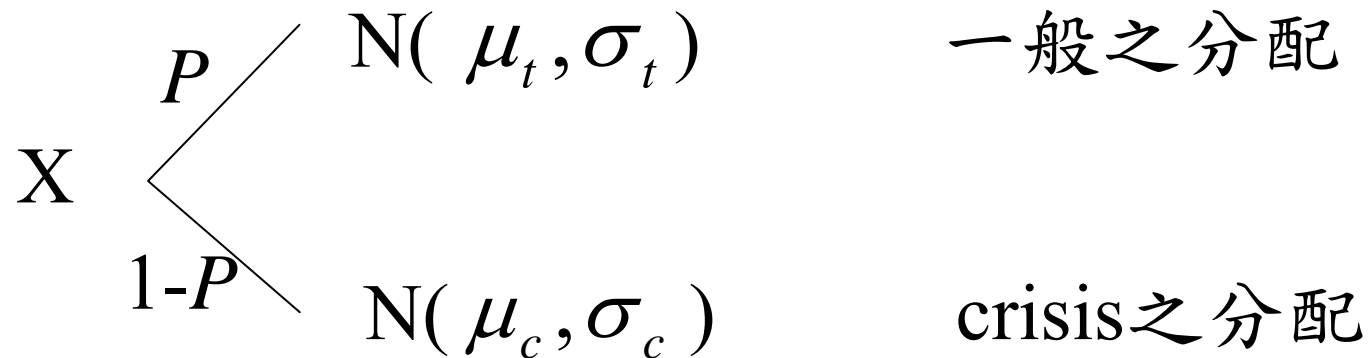 P N( μ_t , σ_t ) 一般之分配
X
1-P N( μ_c , σ_c ) crisis之分配